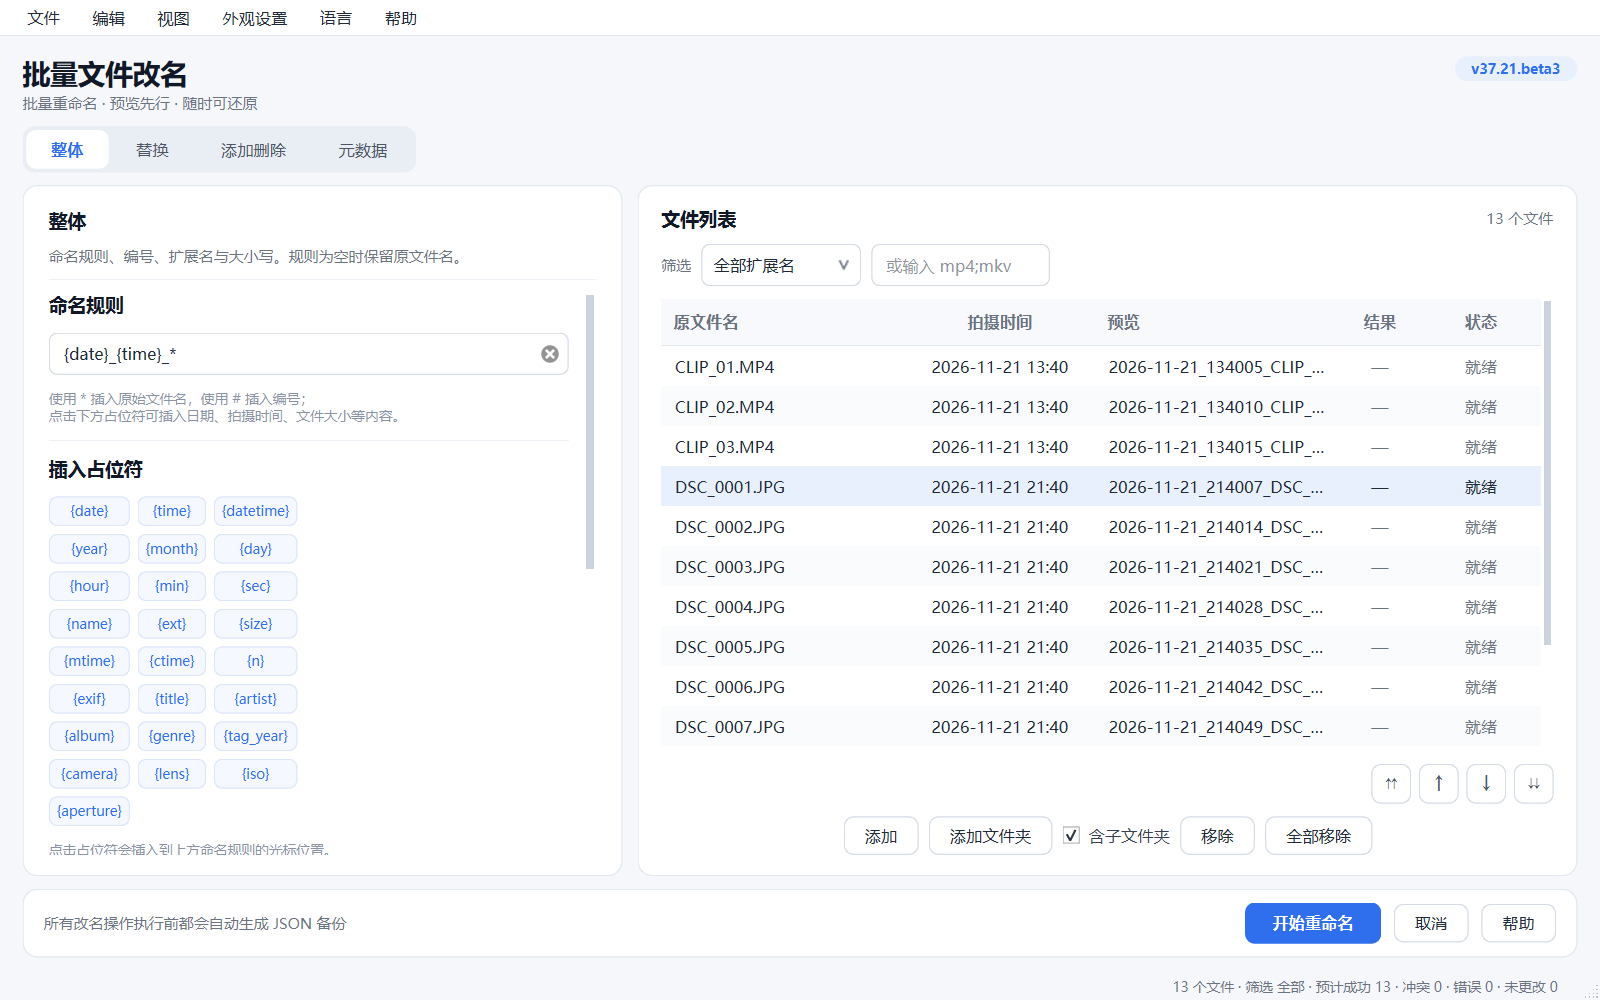 文件 编辑 视图 外观设置 语言 帮助
批量文件改名
v37.21.beta3
批量重命名 · 预览先行 · 随时可还原
整体 替换 添加删除 元数据
整体
命名规则、编号、扩展名与大小写。规则为空时保留原文件名。
命名规则
{date}_{time}_*
使用 * 插入原始文件名，使用 # 插入编号；
点击下方占位符可插入日期、拍摄时间、文件大小等内容。
插入占位符
{date} {time} {datetime}
{year} {month} {day}
{hour} {min} {sec}
{name} {ext} {size}
{mtime} {ctime} {n}
{exif} {title} {artist}
{album} {genre} {tag_year}
{camera} {lens} {iso}
{aperture}
点击占位符会插入到上方命名规则的光标位置。
文件列表
13 个文件
筛选 全部扩展名 或输入 mp4;mkv
原文件名 拍摄时间 预览 结果 状态
CLIP_01.MP4 2026-11-21 13:40 2026-11-21_134005_CLIP_... — 就绪
CLIP_02.MP4 2026-11-21 13:40 2026-11-21_134010_CLIP_... — 就绪
CLIP_03.MP4 2026-11-21 13:40 2026-11-21_134015_CLIP_... — 就绪
DSC_0001.JPG 2026-11-21 21:40 2026-11-21_214007_DSC_... — 就绪
DSC_0002.JPG 2026-11-21 21:40 2026-11-21_214014_DSC_... — 就绪
DSC_0003.JPG 2026-11-21 21:40 2026-11-21_214021_DSC_... — 就绪
DSC_0004.JPG 2026-11-21 21:40 2026-11-21_214028_DSC_... — 就绪
DSC_0005.JPG 2026-11-21 21:40 2026-11-21_214035_DSC_... — 就绪
DSC_0006.JPG 2026-11-21 21:40 2026-11-21_214042_DSC_... — 就绪
DSC_0007.JPG 2026-11-21 21:40 2026-11-21_214049_DSC_... — 就绪
⇈ ↑ ↓ ⇊
添加 添加文件夹 含子文件夹 移除 全部移除
所有改名操作执行前都会自动生成 JSON 备份
开始重命名 取消 帮助
13 个文件 · 筛选 全部 · 预计成功 13 · 冲突 0 · 错误 0 · 未更改 0